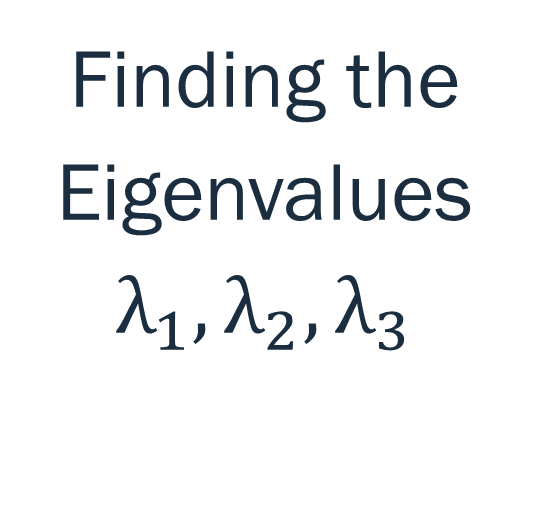 Finding the
Eigenvalues
λ₁, λ₂, λ₃